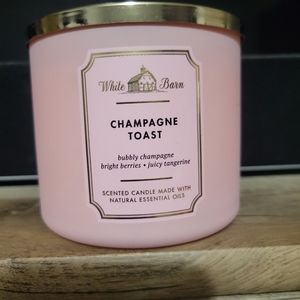 White Barn
CHAMPAGNE
TOAST
bubbly champagne
bright berries • juicy tangerine
SCENTED CANDLE MADE WITH
NATURAL ESSENTIAL OILS